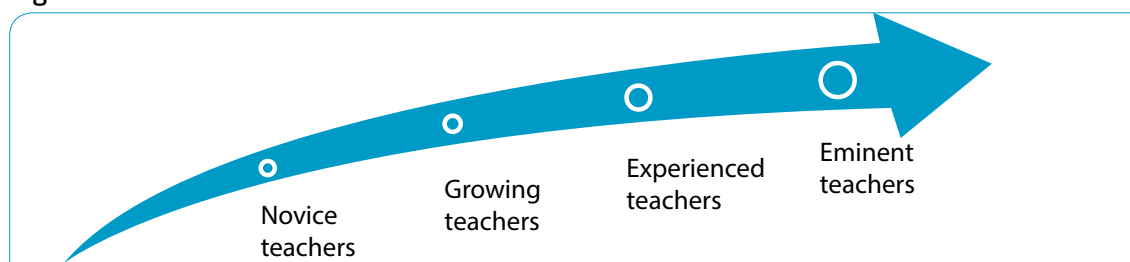 Novice
teachers
Growing
teachers
Experienced
teachers
Eminent
teachers